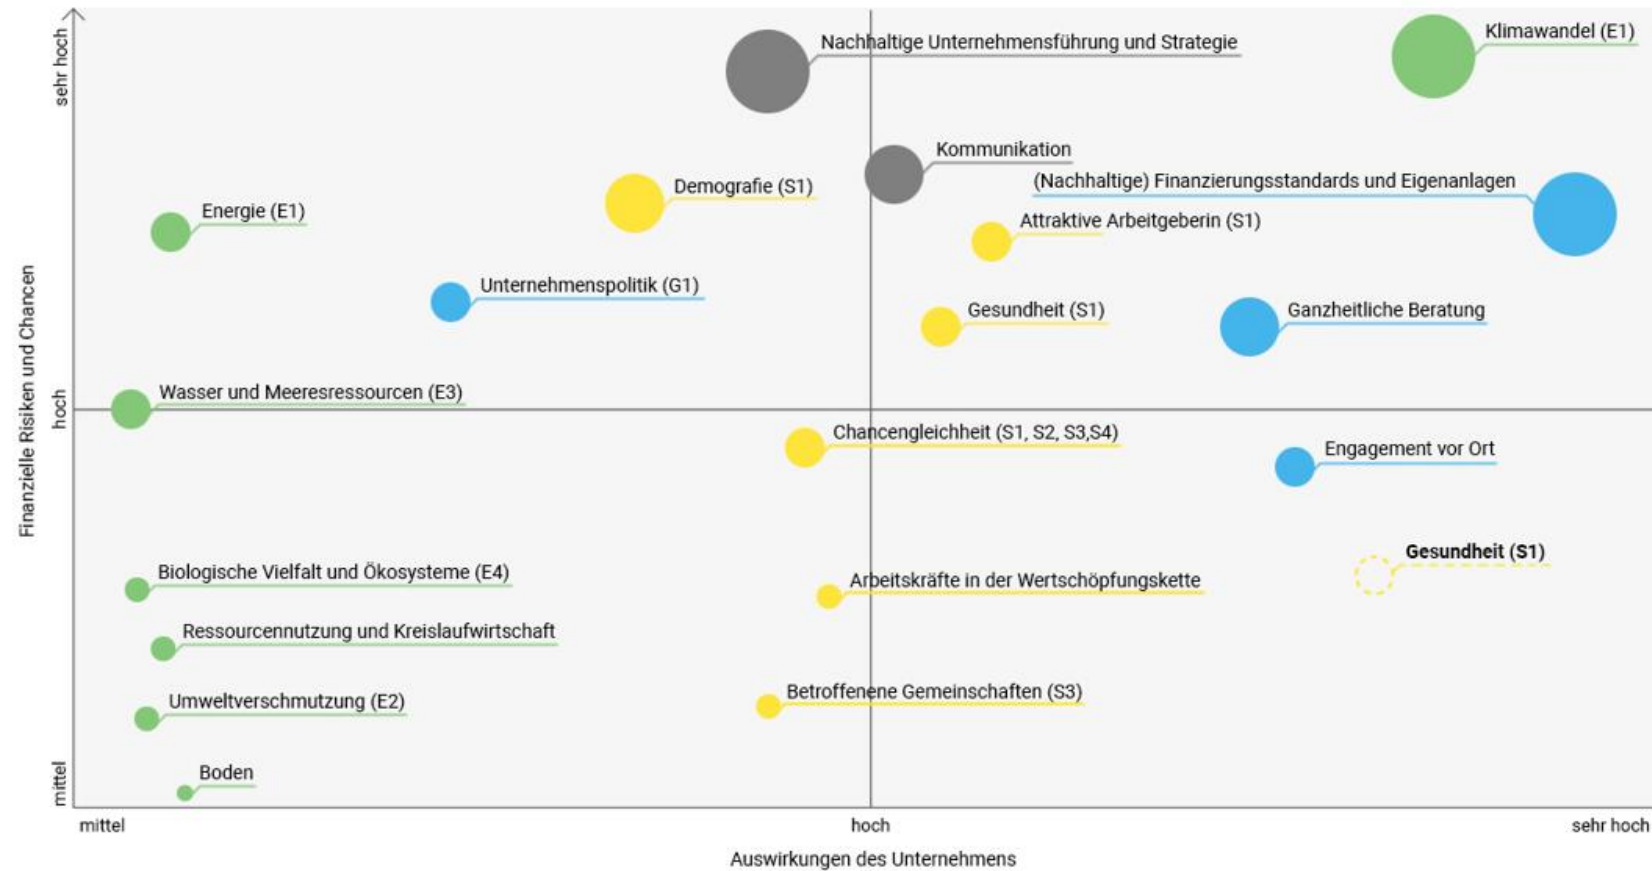 sehr hoch
Nachhaltige Unternehmensführung und Strategie
Klimawandel (E1)
Kommunikation
(Nachhaltige) Finanzierungsstandards und Eigenanlagen
Demografie (S1)
Energie (E1)
Attraktive Arbeitgeberin (S1)
Unternehmenspolitik (G1)
Gesundheit (S1)
Ganzheitliche Beratung
Finanzielle Risiken und Chancen
hoch
Wasser und Meeresressourcen (E3)
Chancengleichheit (S1, S2, S3,S4)
Engagement vor Ort
Gesundheit (S1)
Biologische Vielfalt und Ökosysteme (E4)
Arbeitskräfte in der Wertschöpfungskette
Ressourcennutzung und Kreislaufwirtschaft
Betroffenene Gemeinschaften (S3)
Umweltverschmutzung (E2)
Boden
mittel
mittel
hoch
sehr hoch
Auswirkungen des Unternehmens